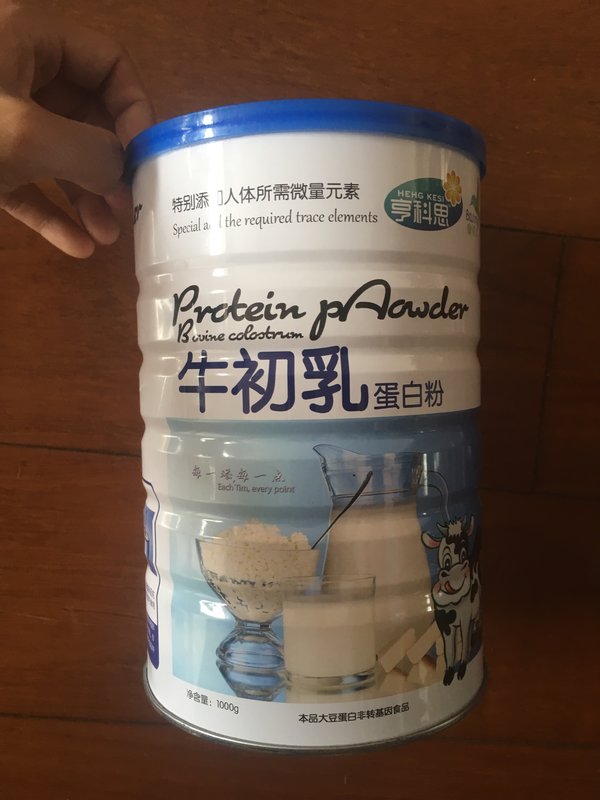 特别添加人体所需微量元素
Special a d the required trace elements
HENG KESI
亨科思
Protein pAowder
Bovine colostrum
牛初乳 蛋白粉
每一罐,每一点
Each Tim, every point
净含量：1000g
本品大豆蛋白非转基因食品